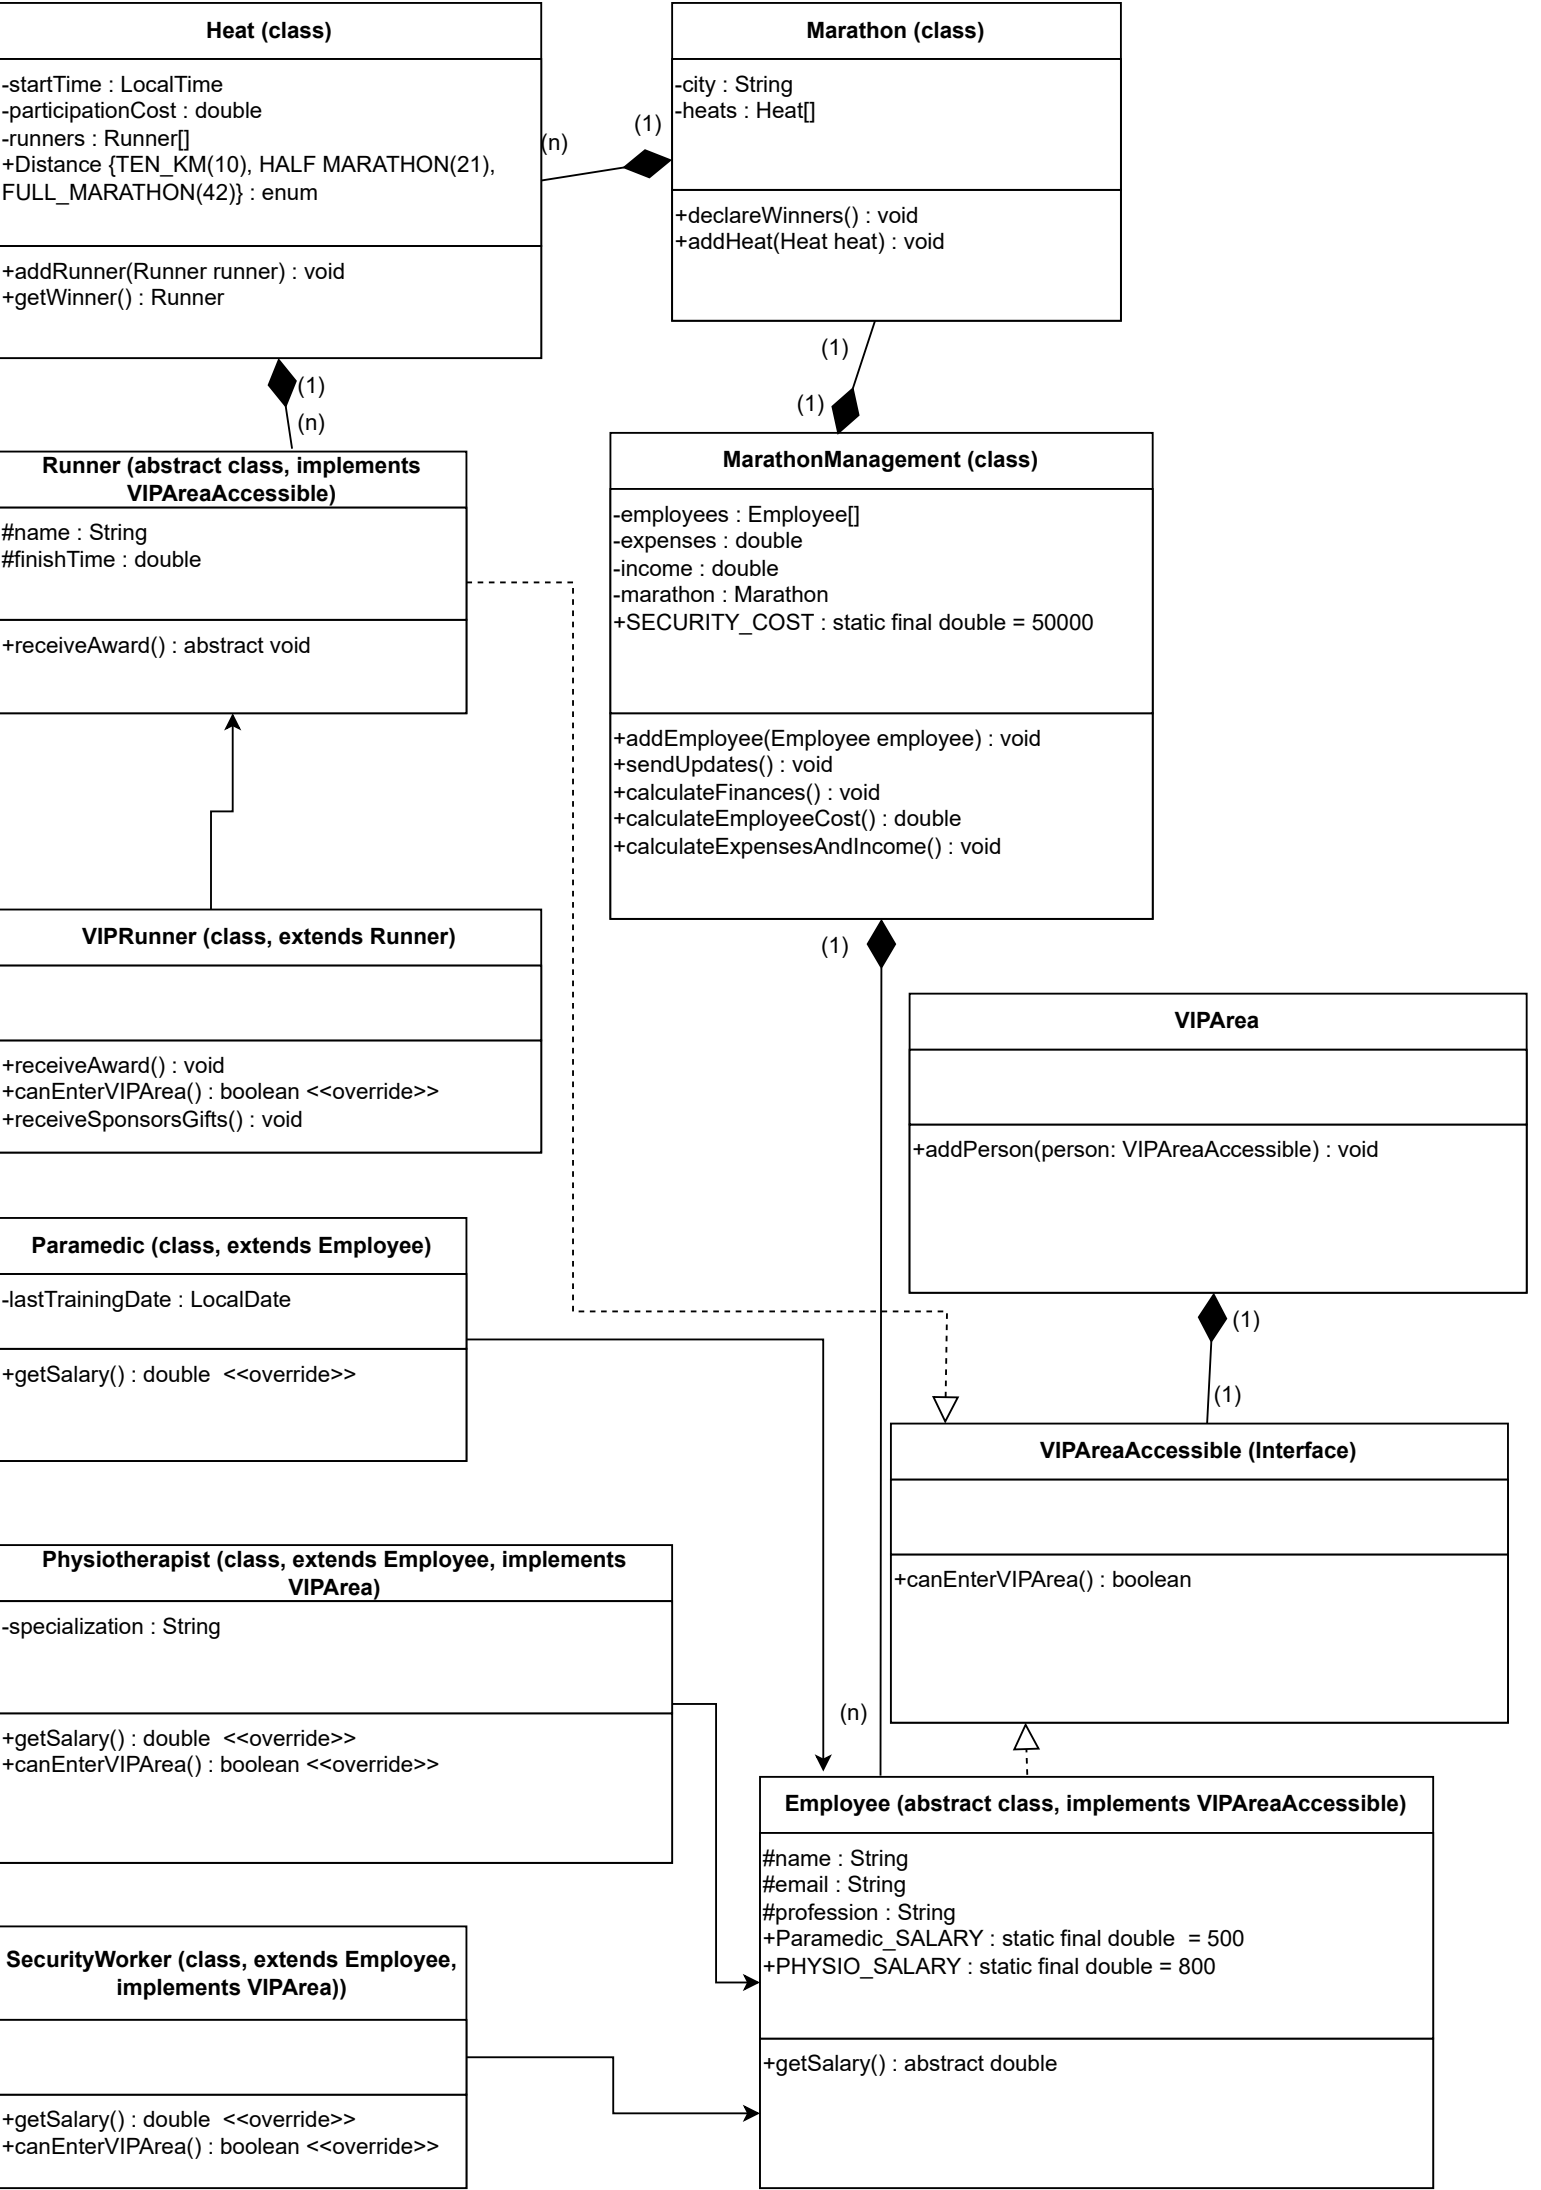 Heat (class)
-startTime : LocalTime
-participationCost : double
-runners : Runner[]
+Distance {TEN_KM(10), HALF MARATHON(21),
FULL_MARATHON(42)} : enum
+addRunner(Runner runner) : void
+getWinner() : Runner
(n)
(1)
Marathon (class)
-city : String
-heats : Heat[]
+declareWinners() : void
+addHeat(Heat heat) : void
(1)
(n)
(1)
(1)
Runner (abstract class, implements
VIPAreaAccessible)
#name : String
#finishTime : double
+receiveAward() : abstract void
MarathonManagement (class)
-employees : Employee[]
-expenses : double
-income : double
-marathon : Marathon
+SECURITY_COST : static final double = 50000
+addEmployee(Employee employee) : void
+sendUpdates() : void
+calculateFinances() : void
+calculateEmployeeCost() : double
+calculateExpensesAndIncome() : void
(1)
VIPRunner (class, extends Runner)
+receiveAward() : void
+canEnterVIPArea() : boolean <<override>>
+receiveSponsorsGifts() : void
VIPArea
+addPerson(person: VIPAreaAccessible) : void
(1)
(1)
Paramedic (class, extends Employee)
-lastTrainingDate : LocalDate
+getSalary() : double  <<override>>
VIPAreaAccessible (Interface)
+canEnterVIPArea() : boolean
Physiotherapist (class, extends Employee, implements
VIPArea)
-specialization : String
+getSalary() : double  <<override>>
+canEnterVIPArea() : boolean <<override>>
(n)
Employee (abstract class, implements VIPAreaAccessible)
#name : String
#email : String
#profession : String
+Paramedic_SALARY : static final double  = 500
+PHYSIO_SALARY : static final double = 800
+getSalary() : abstract double
SecurityWorker (class, extends Employee,
implements VIPArea))
+getSalary() : double  <<override>>
+canEnterVIPArea() : boolean <<override>>